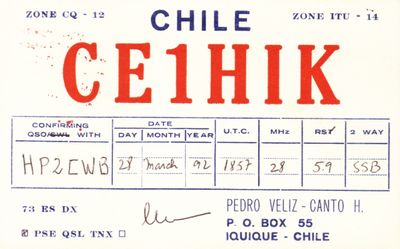 ZONE CQ - 12
CHILE
ZONE ITU - 14
CE1HIK
CONFIRMING QSO/SWL WITH
DATE
DAY MONTH YEAR
U.T.C.
MHz
RST
2 WAY
HP2CWB 28 March 92 1857 28 5.9 SSB
73 ES DX
PSE QSL TNX
PEDRO VELIZ - CANTO H.
P. O. BOX 55
IQUIQUE - CHILE